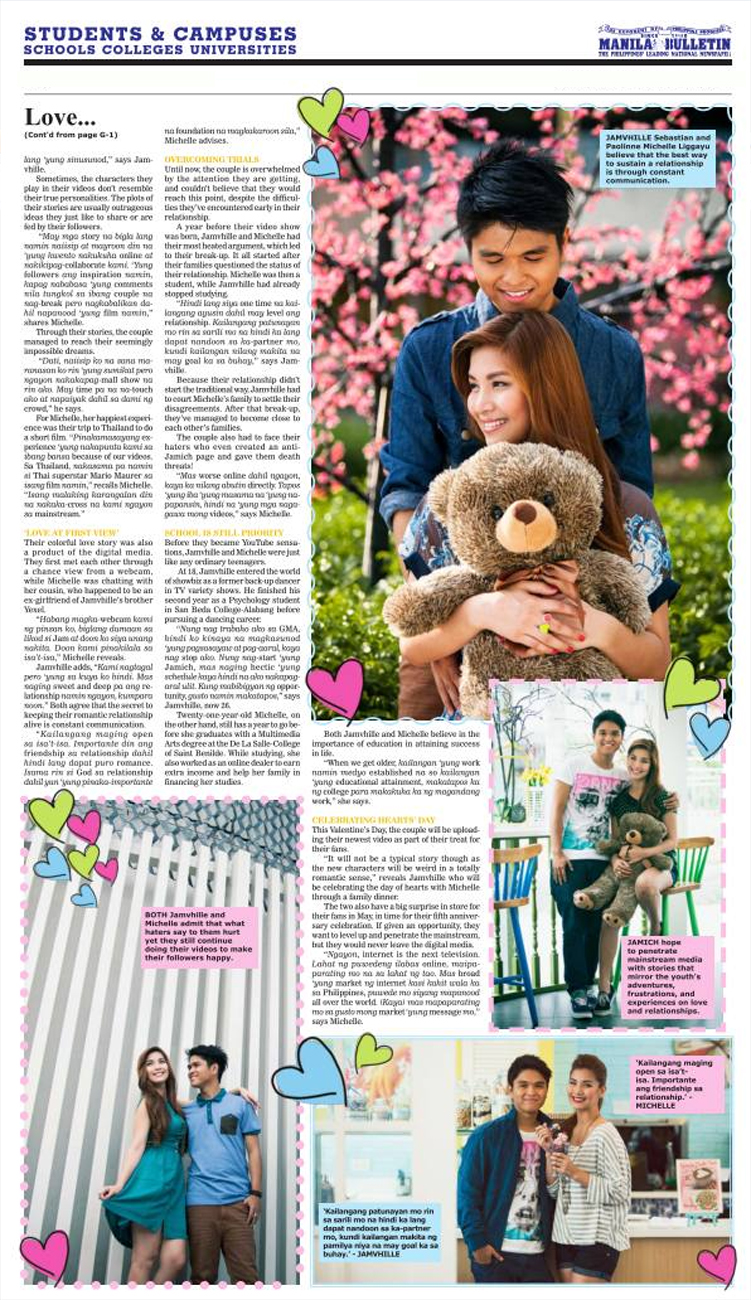 STUDENTS & CAMPUSES
SCHOOLS COLLEGES UNIVERSITIES
MANILA BULLETIN
THE PHILIPPINES' LEADING NATIONAL NEWSPAPER
Love...
(Cont'd from page G-1)
lang 'yung sinusunod," says Jam-
vhille.
Sometimes, the characters they
play in their videos don't resemble
their true personalities. The plots of
their stories are usually outrageous
ideas they just like to share or are
fed by their followers.
"May mga story na bigla lang
namin naiisip at mayroon din na
'yung kwento nakukuha online at
nakikipag-collaborate kami. 'Yung
followers ang inspiration namin,
kapag nababasa 'yung comments
nila tungkol sa ibang couple na
nag-break pero nagkabalikan da-
hil napanood 'yung film namin,"
shares Michelle.
Through their stories, the couple
managed to reach their seemingly
impossible dreams.
"Dati, naiisip ko na sana ma-
ranasan ko rin 'yung sumikat pero
ngayon nakakapag-mall show na
rin ako. May time pa na na-touch
ako at napaiyak dahil sa dami ng
crowd," he says.
For Michelle, her happiest experi-
ence was their trip to Thailand to do
a short film. "Pinakamasayang ex-
perience 'yung nakapunta kami sa
ibang bansa because of our videos.
Sa Thailand, nakasama pa namin
si Thai superstar Mario Maurer sa
isang film namin," recalls Michelle.
"Isang malaking karangalan din
na nakaka-cross na kami ngayon
sa mainstream."
'LOVE AT FIRST VIEW'
Their colorful love story was also
a product of the digital media.
They first met each other through
a chance view from a webcam,
while Michelle was chatting with
her cousin, who happened to be an
ex-girlfriend of Jamvhille's brother
Yexel.
"Habang magka-webcam kami
ng pinsan ko, biglang dumaan sa
likod si Jam at doon ko siya unang
nakita. Doon kami pinakilala sa
isa't-isa," Michelle reveals.
Jamvhille adds, "Kami nagtagal
pero 'yung sa kuya ko hindi. Mas
naging sweet and deep pa ang re-
lationship namin ngayon, kumpara
noon." Both agree that the secret to
keeping their romantic relationship
alive is constant communication.
"Kailangang maging open
sa isa't-isa. Importante din ang
friendship sa relationship dahil
hindi lang dapat puro romance.
Isama rin si God sa relationship
dahil yun 'yung pinaka-importante
na foundation na magkakaroon sila,"
Michelle advises.
OVERCOMING TRIALS
Until now, the couple is overwhelmed
by the attention they are getting,
and couldn't believe that they would
reach this point, despite the difficul-
ties they've encountered early in their
relationship.
A year before their video show
was born, Jamvhille and Michelle had
their most heated argument, which led
to their break-up. It all started after
their families questioned the status of
their relationship. Michelle was then a
student, while Jamvhille had already
stopped studying.
"Hindi lang siya one time na kai-
langang ayusin dahil may level ang
relationship. Kailangang patunayan
mo rin sa sarili mo na hindi ka lang
dapat nandoon sa ka-partner mo,
kundi kailangan nilang makita na
may goal ka sa buhay," says Jam-
vhille.
Because their relationship didn't
start the traditional way, Jamvhille had
to court Michelle's family to settle their
disagreements. After that break-up,
they've managed to become close to
each other's families.
The couple also had to face their
haters who even created an anti-
Jamich page and gave them death
threats!
"Mas worse online dahil ngayon,
kaya ka nilang abutin directly. Tapos
'yung iba 'yung masama na 'yung na-
papansin, hindi na 'yung mga naga-
gawa mong videos," says Michelle.
SCHOOL IS STILL PRIORITY
Before they became YouTube sensa-
tions, Jamvhille and Michelle were just
like any ordinary teenagers.
At 18, Jamvhille entered the world
of showbiz as a former back-up dancer
in TV variety shows. He finished his
second year as a Psychology student
in San Beda College-Alabang before
pursuing a dancing career.
"Nung nag trabaho ako sa GMA,
hindi ko kinaya na magkasunod
'yung pagsasayaw at pag-aaral, kaya
nag stop ako. Nung nag-start 'yung
Jamich, mas naging hectic 'yung
schedule kaya hindi na ako nakapag-
aral ulit. Kung mabibigyan ng oppor-
tunity, gusto namin makatapos," says
Jamvhille, now 26.
Twenty-one-year-old Michelle, on
the other hand, still has a year to go be-
fore she graduates with a Multimedia
Arts degree at the De La Salle-College
of Saint Benilde. While studying, she
also worked as an online dealer to earn
extra income and help her family in
financing her studies.
JAMVHILLE Sebastian and
Paolinne Michelle Liggayu
believe that the best way
to sustain a relationship
is through constant
communication.
Both Jamvhille and Michelle believe in the
importance of education in attaining success
in life.
"When we get older, kailangan 'yung work
namin medyo established na so kailangan
'yung educational attainment, makatapos ka
ng college para makakuha ka ng magandang
work," she says.
CELEBRATING HEARTS' DAY
This Valentine's Day, the couple will be upload-
ing their newest video as part of their treat for
their fans.
"It will not be a typical story though as
the new characters will be weird in a totally
romantic sense," reveals Jamvhille who will
be celebrating the day of hearts with Michelle
through a family dinner.
The two also have a big surprise in store for
their fans in May, in time for their fifth anniver-
sary celebration. If given an opportunity, they
want to level up and penetrate the mainstream,
but they would never leave the digital media.
"Ngayon, internet is the next television.
Lahat ng puwedeng ilabas online, maipa-
parating mo na sa lahat ng tao. Mas broad
'yung market ng internet kasi kahit wala ka
sa Philippines, puwede mo siyang mapanood
all over the world. (Kaya) mas mapaparating
mo sa gusto mong market 'yung message mo,"
says Michelle.
BOTH Jamvhille and
Michelle admit that what
haters say to them hurt
yet they still continue
doing their videos to make
their followers happy.
JAMICH hope
to penetrate
mainstream media
with stories that
mirror the youth's
adventures,
frustrations, and
experiences on love
and relationships.
'Kailangang maging
open sa isa't-
isa. Importante
ang friendship sa
relationship.' -
MICHELLE
'Kailangang patunayan mo rin
sa sarili mo na hindi ka lang
dapat nandoon sa ka-partner
mo, kundi kailangan makita ng
pamilya niya na may goal ka sa
buhay.' - JAMVHILLE